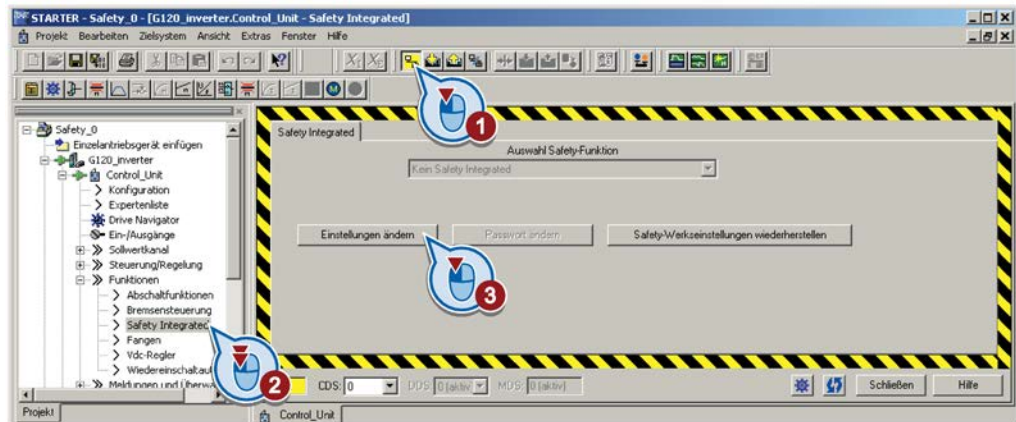 STARTER - Safety_0 - [G120_inverter.Control_Unit - Safety Integrated]
Projekt Bearbeiten Zielsystem Ansicht Extras Fenster Hilfe
1
Safety_0
Einzelantriebsgerät einfügen
G120_inverter
Control_Unit
Konfiguration
Expertenliste
Drive Navigator
Ein-/Ausgänge
Sollwertkanal
Steuerung/Regelung
Funktionen
Abschaltfunktionen
Bremsensteuerung
Safety Integrated
Fangen
Vdc-Regler
Meldungen und
2
Projekt
Safety Integrated
Auswahl Safety-Funktion
Kein Safety Integrated
Einstellungen ändern Passwort ändern Safety-Werkseinstellungen wiederherstellen
3
CDS: 0 DDS: 0 (aktiv MDS: 0 (aktiv) Schließen Hilfe
Control_Unit